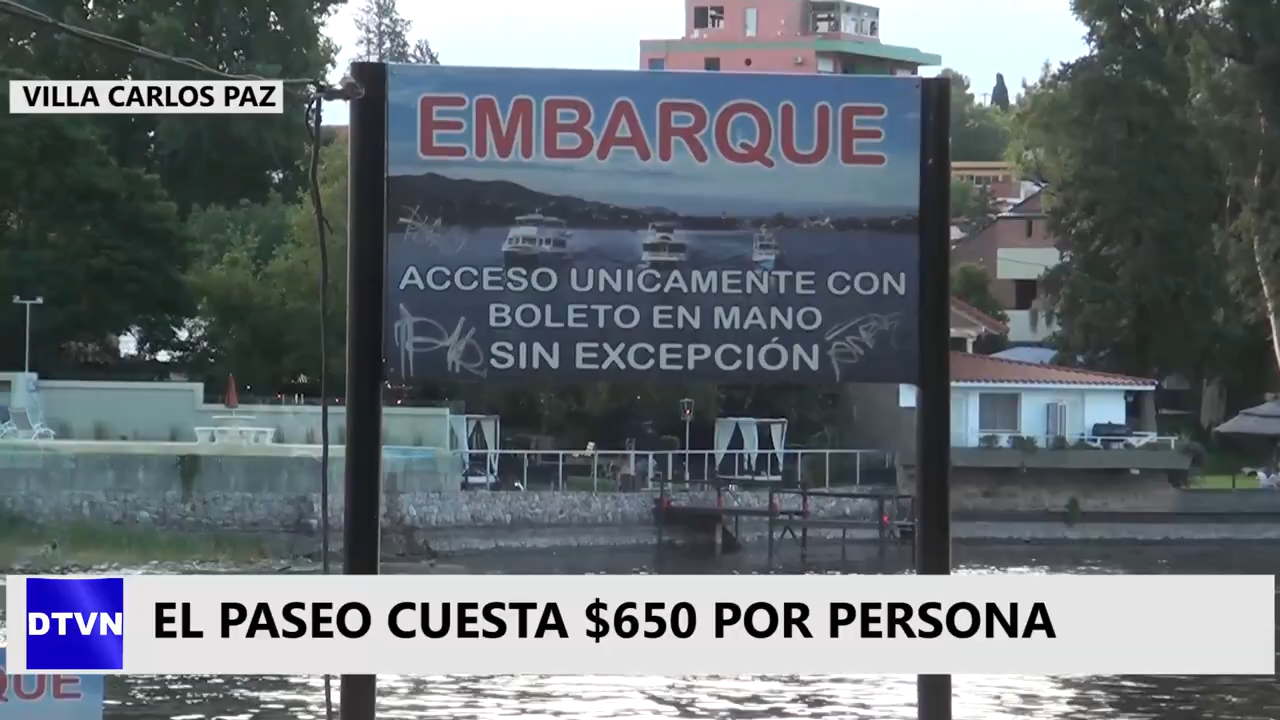 VILLA CARLOS PAZ
EMBARQUE
ACCESO UNICAMENTE CON
BOLETO EN MANO
SIN EXCEPCIÓN
DTVN
EL PASEO CUESTA $650 POR PERSONA
QUE